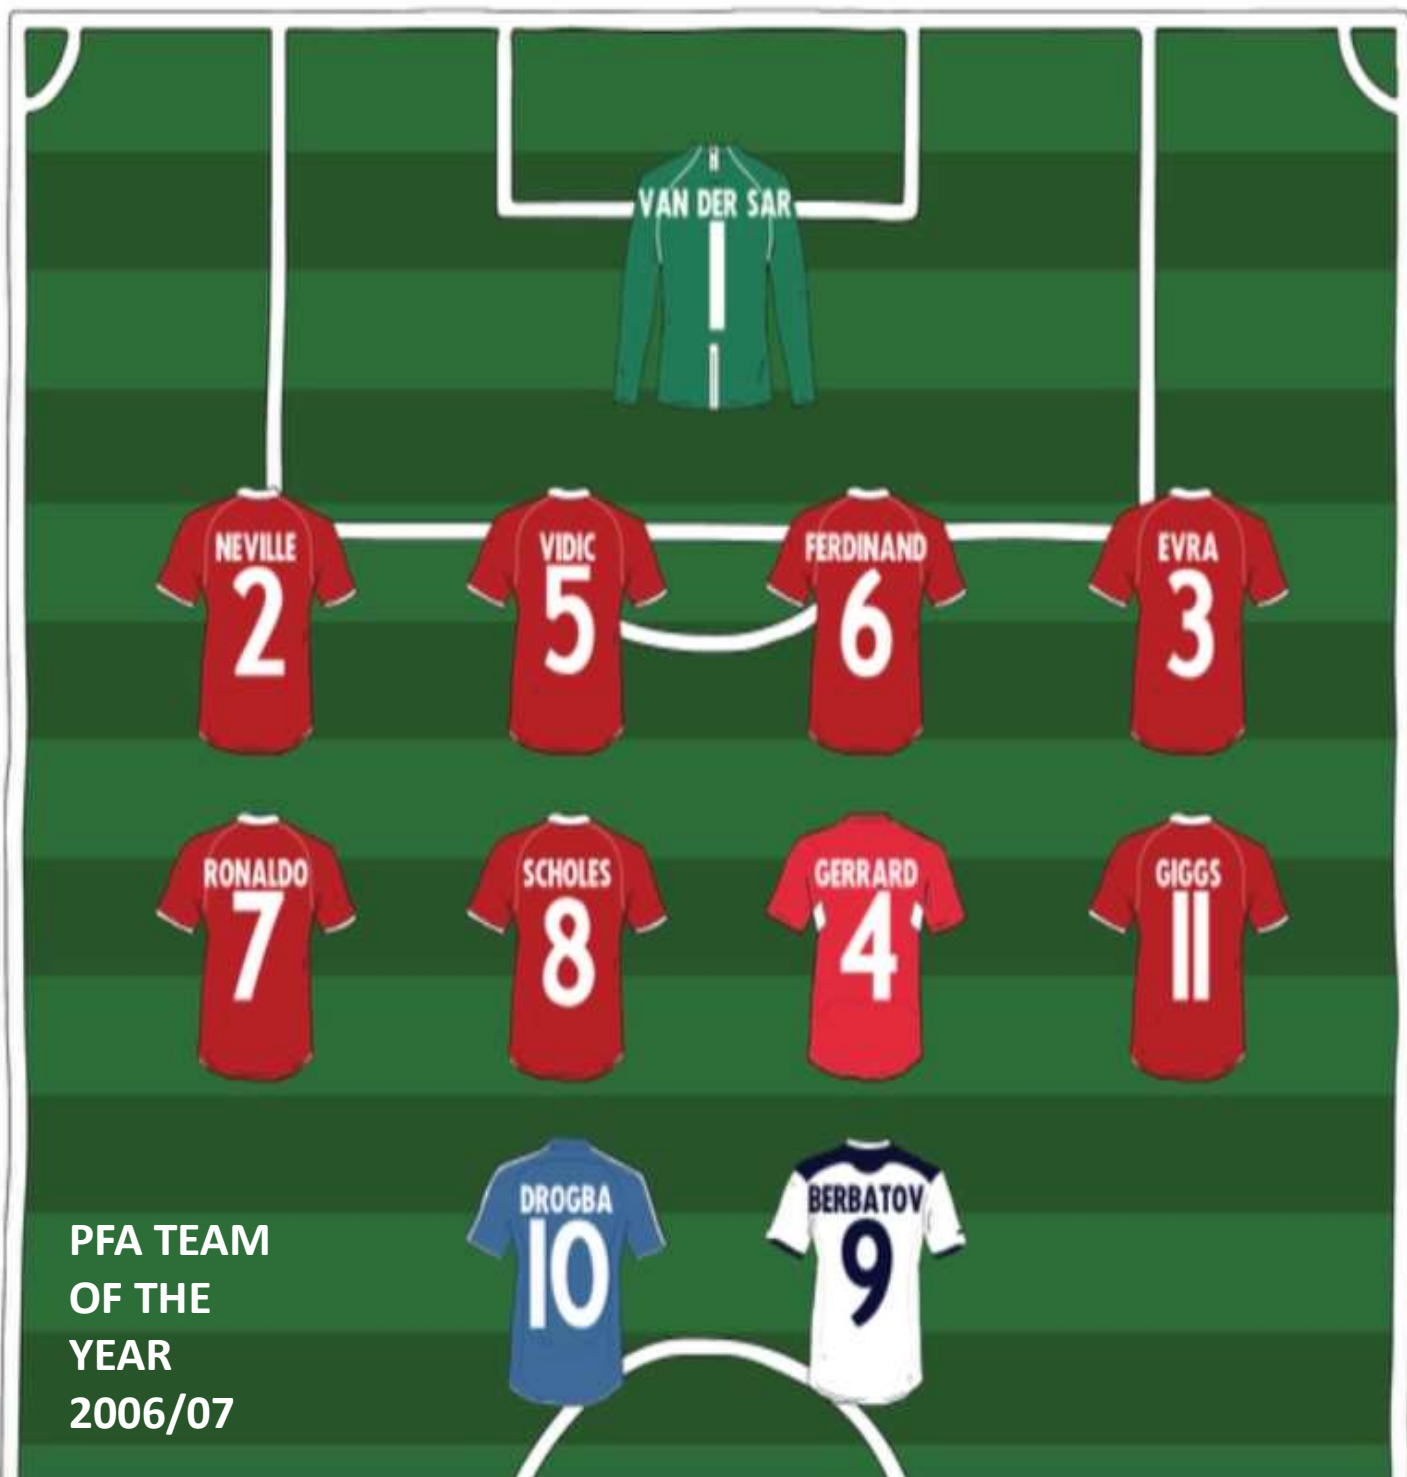 VAN DER SAR
1
NEVILLE
2
VIDIC
5
FERDINAND
6
EVRA
3
RONALDO
7
SCHOLES
8
GERRARD
4
GIGGS
11
DROGBA
10
BERBATOV
9
PFA TEAM
OF THE
YEAR
2006/07